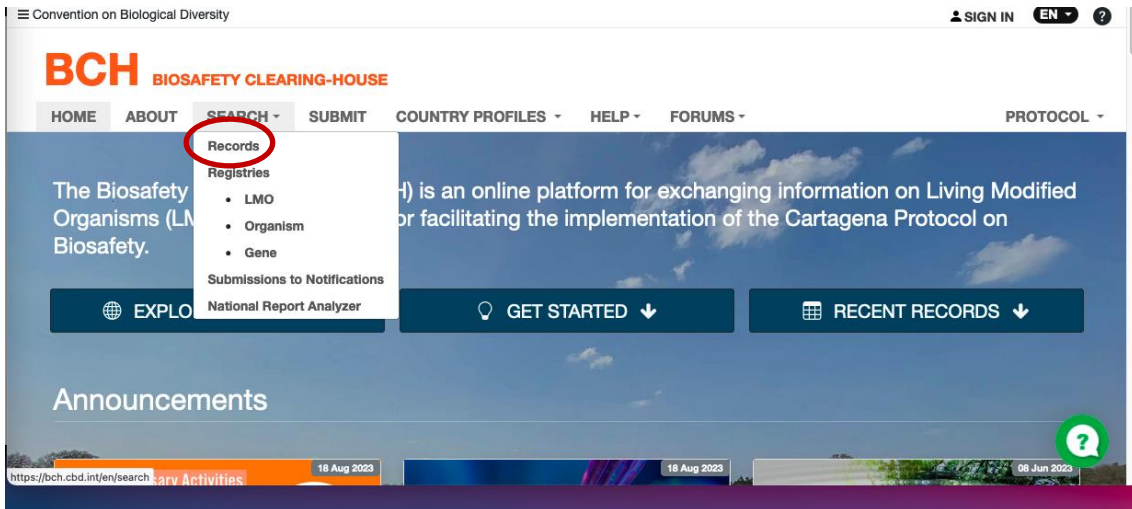 Convention on Biological Diversity SIGN IN EN ?
BCH BIOSAFETY CLEARING-HOUSE
HOME ABOUT SEARCH SUBMIT COUNTRY PROFILES HELP FORUMS PROTOCOL
Records
Registries
• LMO
• Organism
• Gene
Submissions to Notifications
National Report Analyzer
The Biosafety H) is an online platform for exchanging information on Living Modified
Organisms (LM or facilitating the implementation of the Cartagena Protocol on
Biosafety.
EXPLO GET STARTED RECENT RECORDS
Announcements
18 Aug 2023 18 Aug 2023 08 Jun 2023
https://bch.cbd.int/en/search Activities
?